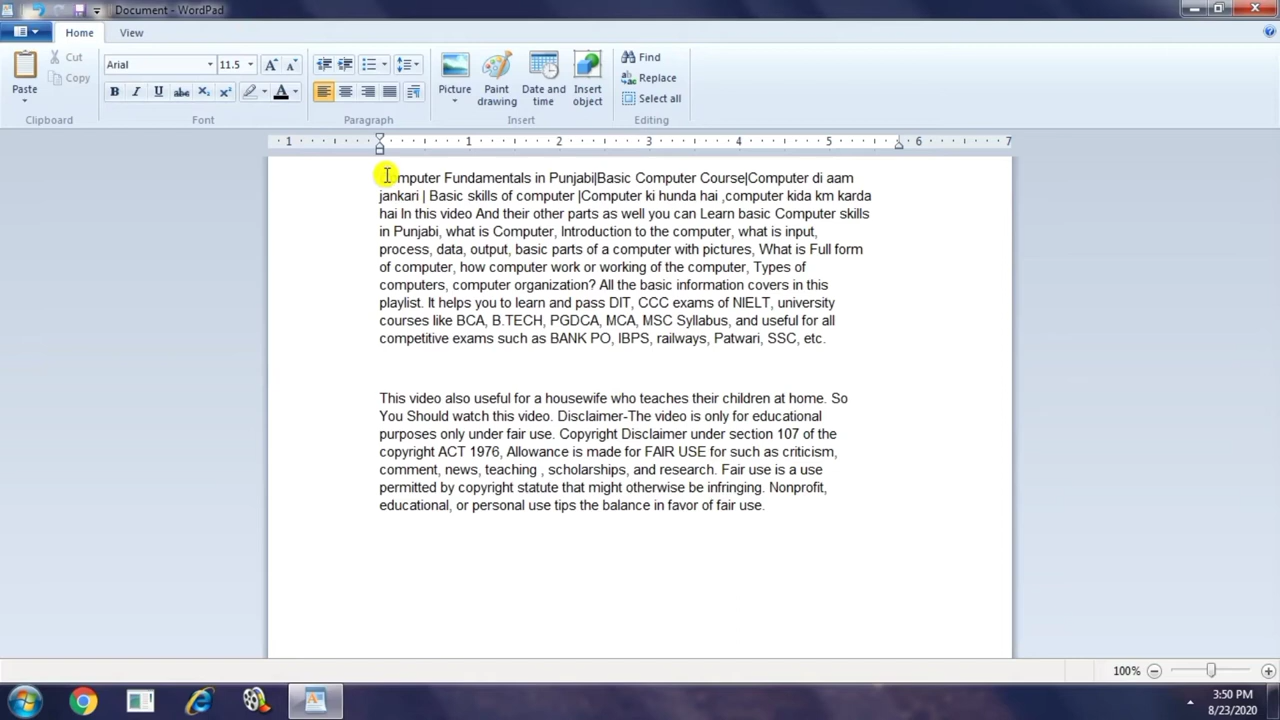 Document - WordPad
Home View
Paste
Cut
Copy
Clipboard
Arial 11.5
B I U abc X₂ X² A
Font
Paragraph
Picture
Paint drawing
Date and time
Insert object
Insert
Find
Replace
Select all
Editing
1 1 2 3 4 5 6 7
Computer Fundamentals in Punjabi|Basic Computer Course|Computer di aam
jankari | Basic skills of computer |Computer ki hunda hai ,computer kida km karda
hai In this video And their other parts as well you can Learn basic Computer skills
in Punjabi, what is Computer, Introduction to the computer, what is input,
process, data, output, basic parts of a computer with pictures, What is Full form
of computer, how computer work or working of the computer, Types of
computers, computer organization? All the basic information covers in this
playlist. It helps you to learn and pass DIT, CCC exams of NIELT, university
courses like BCA, B.TECH, PGDCA, MCA, MSC Syllabus, and useful for all
competitive exams such as BANK PO, IBPS, railways, Patwari, SSC, etc.
This video also useful for a housewife who teaches their children at home. So
You Should watch this video. Disclaimer-The video is only for educational
purposes only under fair use. Copyright Disclaimer under section 107 of the
copyright ACT 1976, Allowance is made for FAIR USE for such as criticism,
comment, news, teaching , scholarships, and research. Fair use is a use
permitted by copyright statute that might otherwise be infringing. Nonprofit,
educational, or personal use tips the balance in favor of fair use.
100%
3:50 PM
8/23/2020